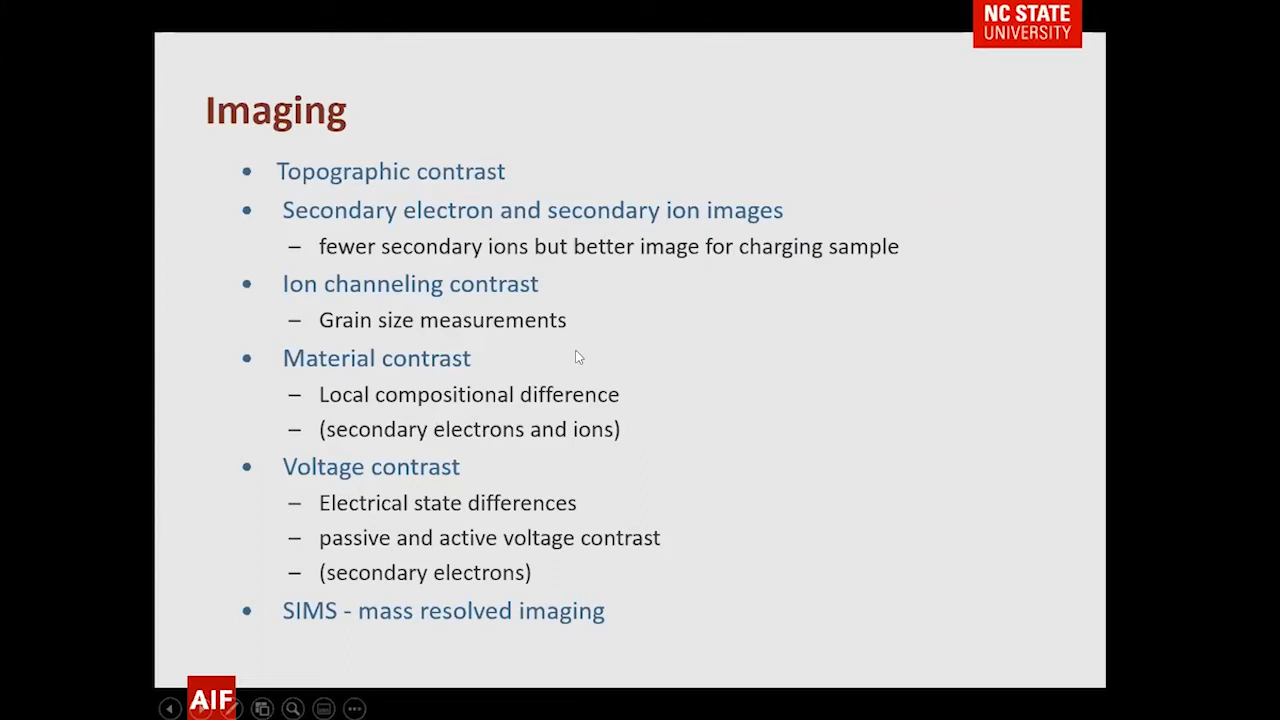 NC STATE
UNIVERSITY
Imaging
• Topographic contrast
• Secondary electron and secondary ion images
– fewer secondary ions but better image for charging sample
• Ion channeling contrast
– Grain size measurements
• Material contrast
– Local compositional difference
– (secondary electrons and ions)
• Voltage contrast
– Electrical state differences
– passive and active voltage contrast
– (secondary electrons)
• SIMS - mass resolved imaging
AIF